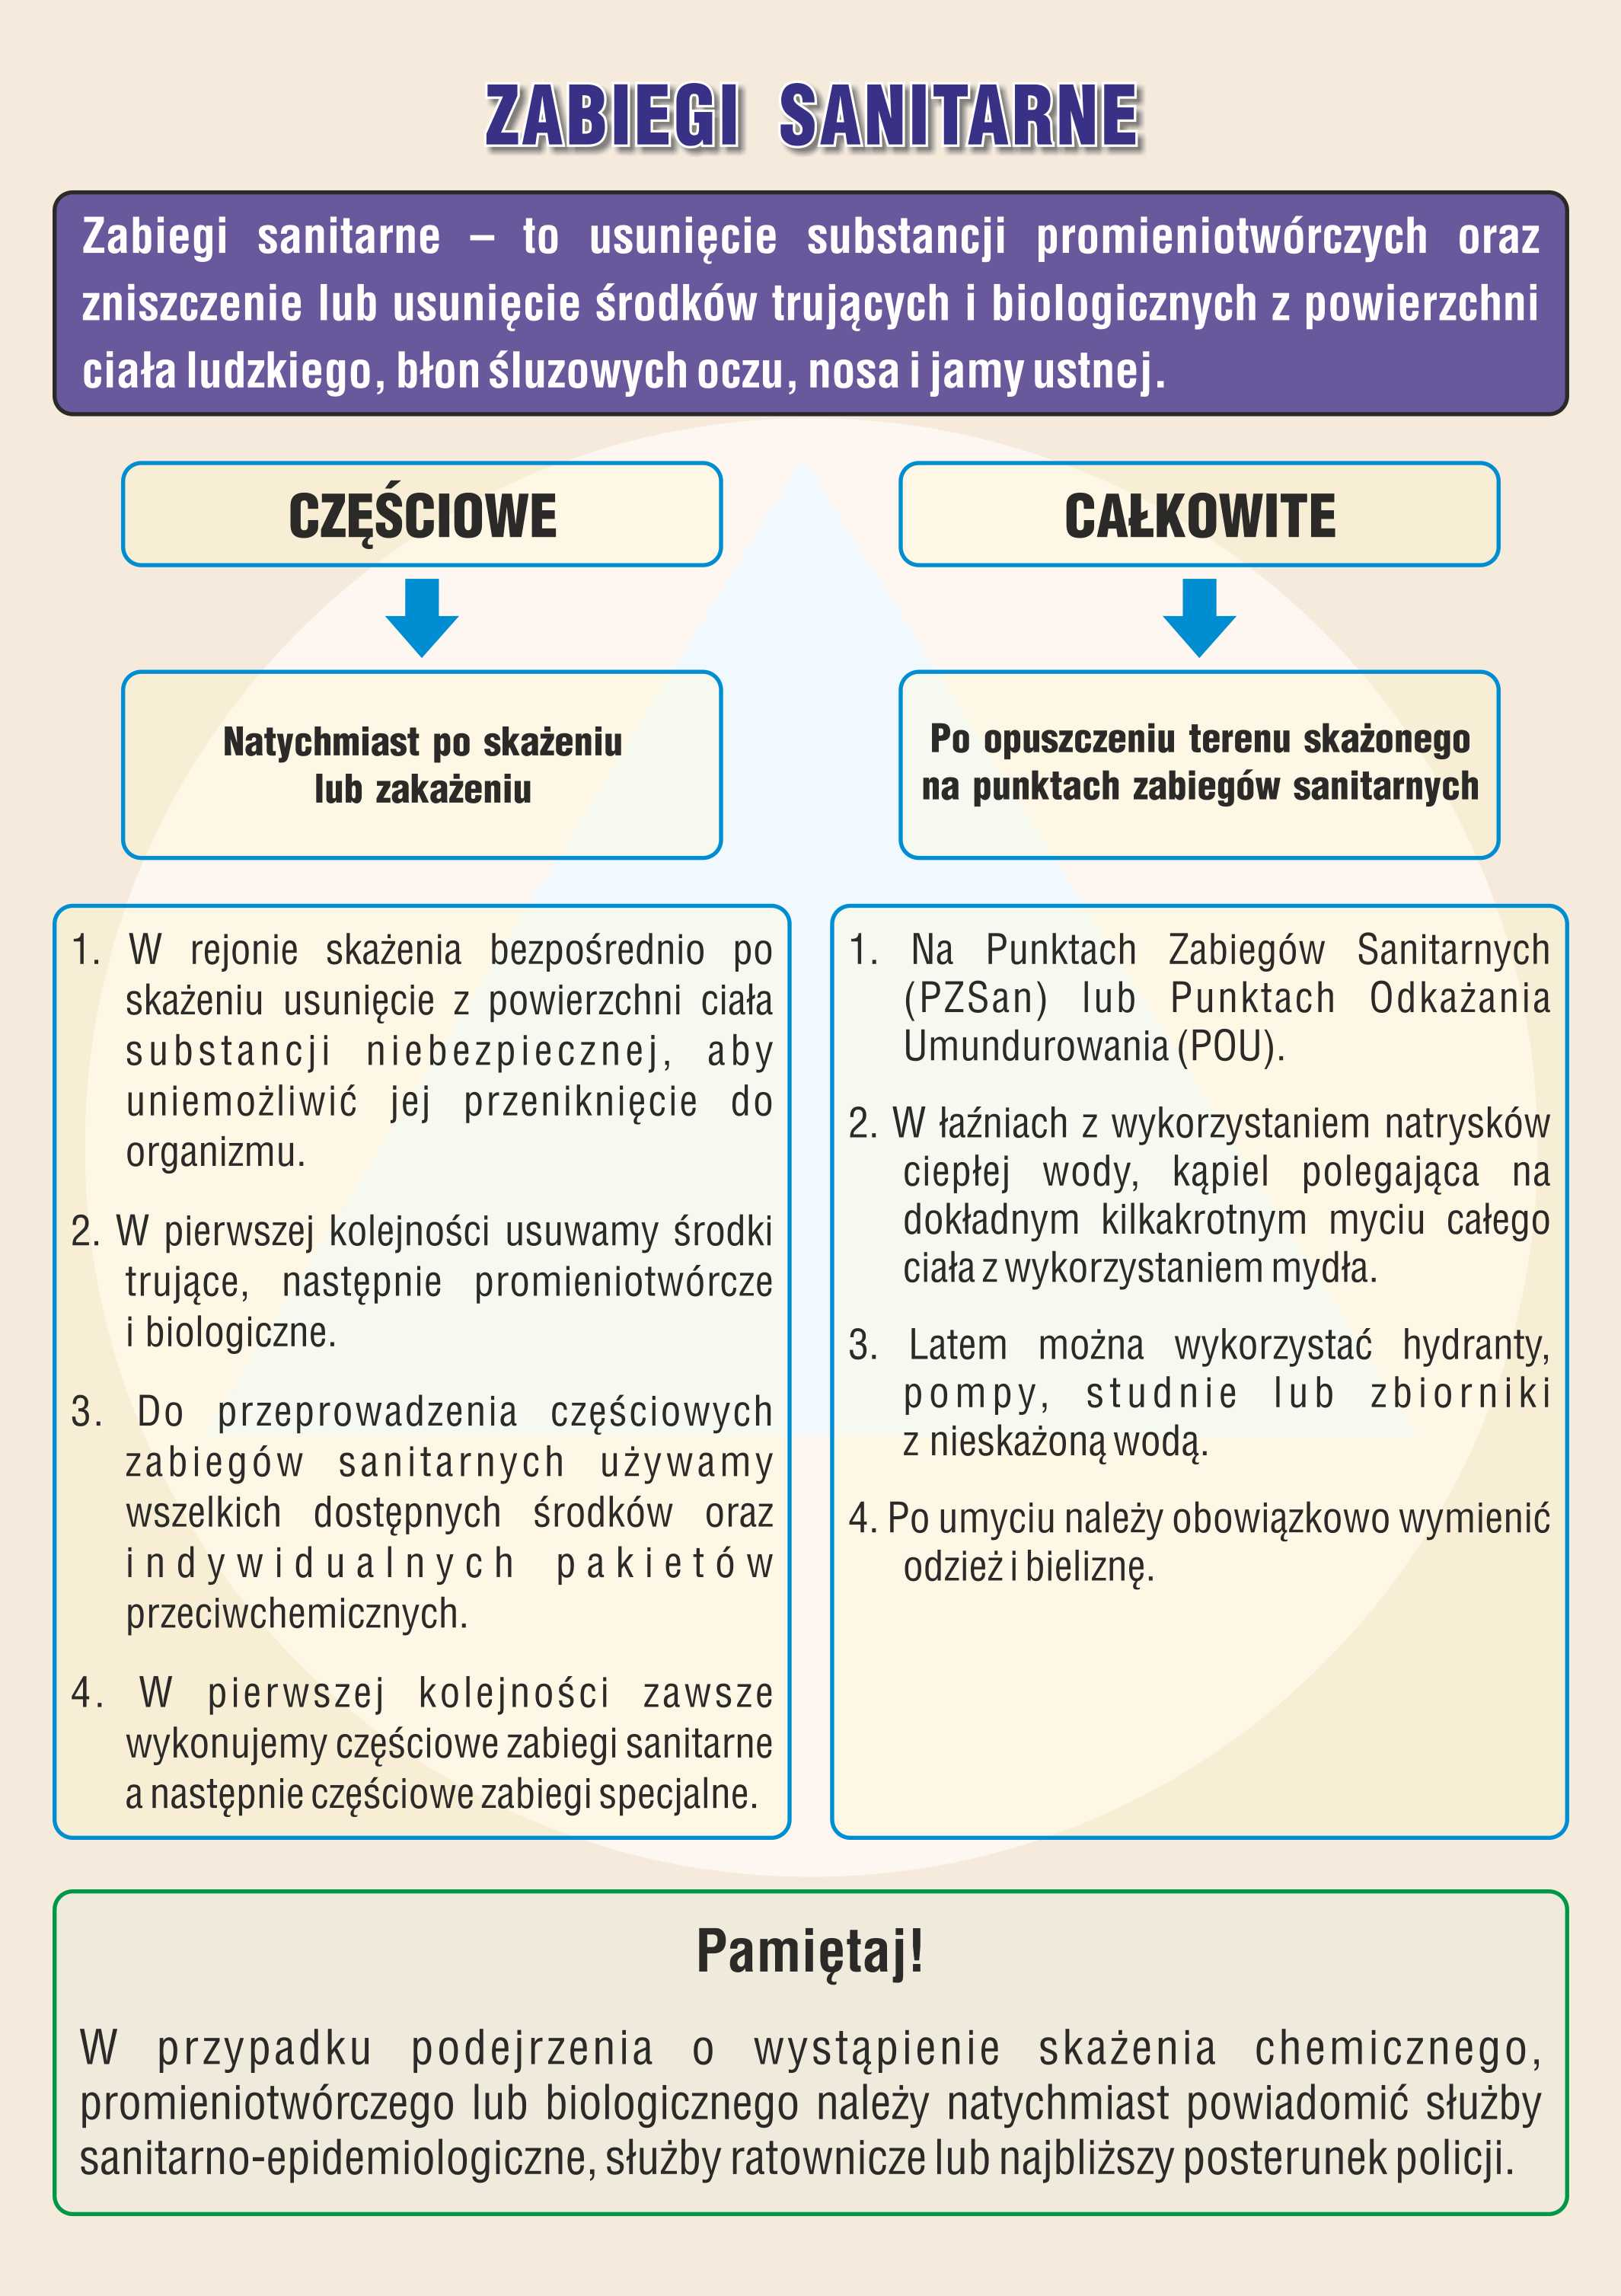 ZABIEGI SANITARNE
Zabiegi sanitarne – to usunięcie substancji promieniotwórczych oraz
zniszczenie lub usunięcie środków trujących i biologicznych z powierzchni
ciała ludzkiego, błon śluzowych oczu, nosa i jamy ustnej.
CZĘŚCIOWE
Natychmiast po skażeniu
lub zakażeniu
1. W rejonie skażenia bezpośrednio po
skażeniu usunięcie z powierzchni ciała
substancji niebezpiecznej, aby
uniemożliwić jej przeniknięcie do
organizmu.
2. W pierwszej kolejności usuwamy środki
trujące, następnie promieniotwórcze
i biologiczne.
3. Do przeprowadzenia częściowych
zabiegów sanitarnych używamy
wszelkich dostępnych środków oraz
indywidualnych pakietów
przeciwchemicznych.
4. W pierwszej kolejności zawsze
wykonujemy częściowe zabiegi sanitarne
a następnie częściowe zabiegi specjalne.
CAŁKOWITE
Po opuszczeniu terenu skażonego
na punktach zabiegów sanitarnych
1. Na Punktach Zabiegów Sanitarnych
(PZSan) lub Punktach Odkażania
Umundurowania (POU).
2. W łaźniach z wykorzystaniem natrysków
ciepłej wody, kąpiel polegająca na
dokładnym kilkakrotnym myciu całego
ciała z wykorzystaniem mydła.
3. Latem można wykorzystać hydranty,
pompy, studnie lub zbiorniki
z nieskażoną wodą.
4. Po umyciu należy obowiązkowo wymienić
odzież i bieliznę.
Pamiętaj!
W przypadku podejrzenia o wystąpienie skażenia chemicznego,
promieniotwórczego lub biologicznego należy natychmiast powiadomić służby
sanitarno-epidemiologiczne, służby ratownicze lub najbliższy posterunek policji.